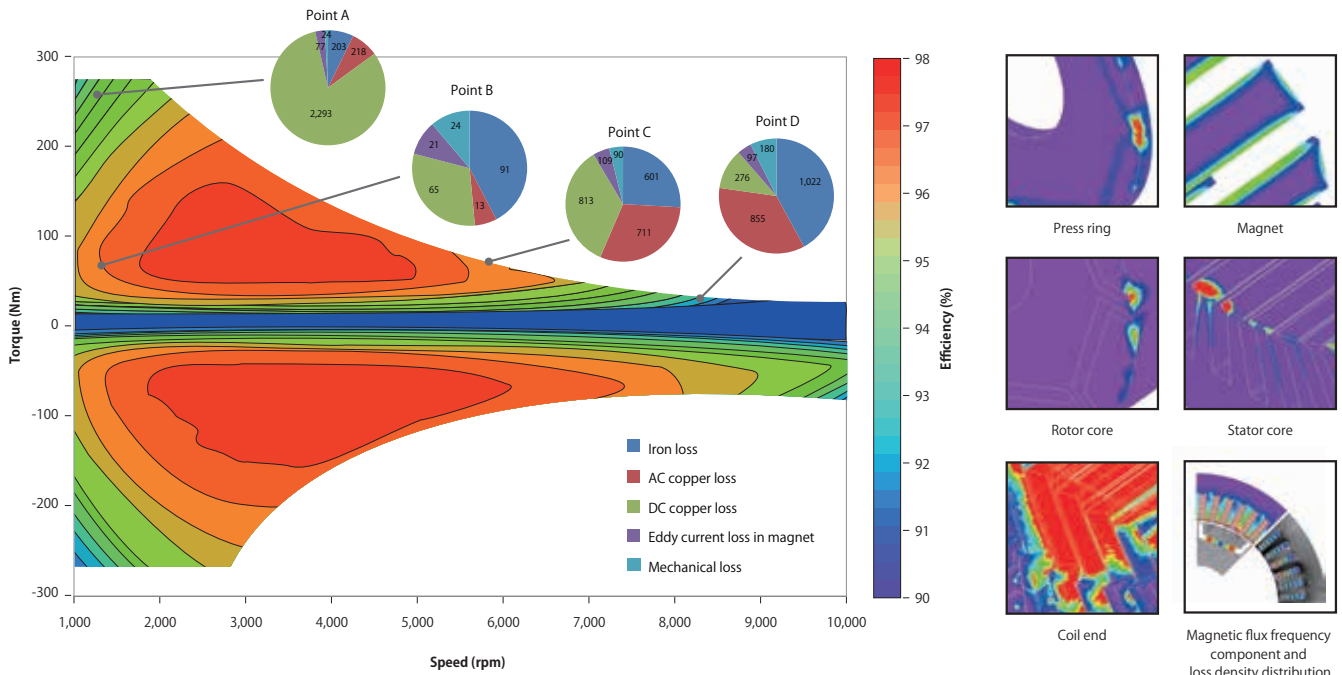 Point A
24
77
203
218
2,293
Point B
24
21
91
65
13
Point C
90
109
601
813
711
Point D
180
97
276
1,022
855
300
200
100
0
-100
-200
-300
Torque (Nm)
1,000
2,000
3,000
4,000
5,000
6,000
7,000
8,000
9,000
10,000
Speed (rpm)
Iron loss
AC copper loss
DC copper loss
Eddy current loss in magnet
Mechanical loss
98
97
96
95
94
93
92
91
90
Efficiency (%)
Press ring
Magnet
Rotor core
Stator core
Coil end
Magnetic flux frequency
component and
loss density distribution